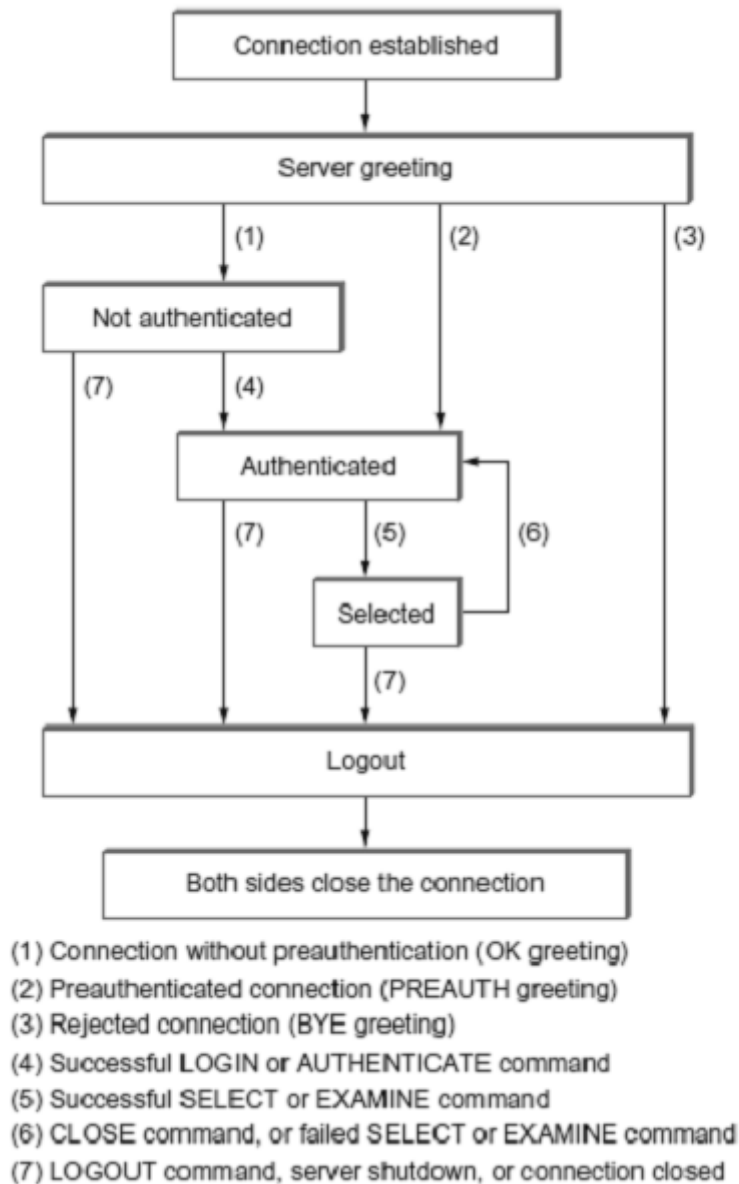 Connection established
Server greeting
(1)
(2)
(3)
Not authenticated
(7)
(4)
Authenticated
(7)
(5)
(6)
Selected
(7)
Logout
Both sides close the connection
(1) Connection without preauthentication (OK greeting)
(2) Preauthenticated connection (PREAUTH greeting)
(3) Rejected connection (BYE greeting)
(4) Successful LOGIN or AUTHENTICATE command
(5) Successful SELECT or EXAMINE command
(6) CLOSE command, or failed SELECT or EXAMINE command
(7) LOGOUT command, server shutdown, or connection closed